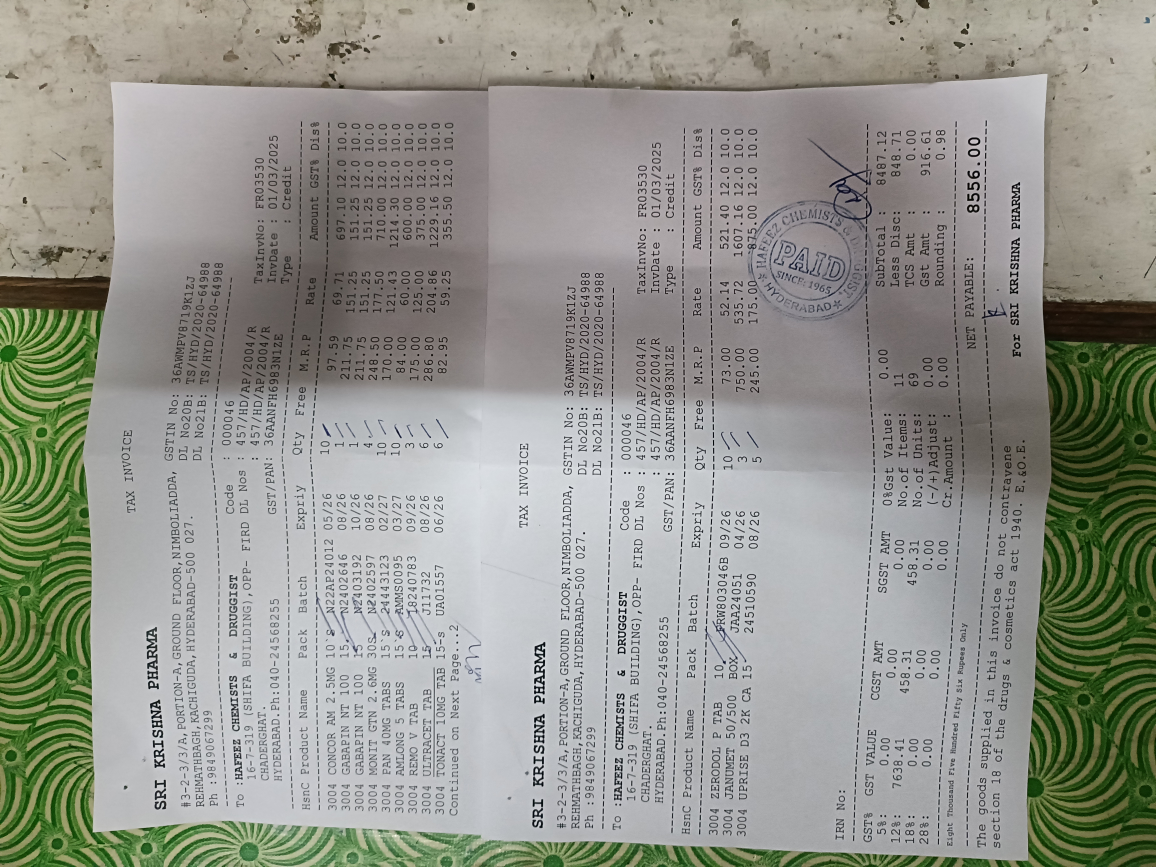 TAX INVOICE
SRI KRISHNA PHARMA
#3-2-3/3/A,PORTION-A,GROUND FLOOR,NIMBOLIADDA, GSTIN No: 36AWMPV8719K1ZJ
REHMATHBAGH,KACHIGUDA,HYDERABAD-500 027. DL No20B: TS/HYD/2020-64988
Ph :9849067299 DL No21B: TS/HYD/2020-64988
To :HAFEEZ CHEMISTS & DRUGGIST Code : 000046
16-7-319 (SHIFA BUILDING),OPP- FIRD DL Nos : 457/HD/AP/2004/R TaxInvNo: FR03530
CHADERGHAT. : 457/HD/AP/2004/R InvDate : 01/03/2025
HYDERABAD.Ph:040-24568255 GST/PAN: 36AANFH6983N1ZE Type : Credit
HsnC Product Name Pack Batch Expriy Qty Free M.R.P Rate Amount GST% Dis%
3004 CONCOR AM 2.5MG 10's N22AP24012 05/26 10 97.59 69.71 697.10 12.0 10.0
3004 GABAPIN NT 100 15 N2402646 08/26 1 211.75 151.25 151.25 12.0 10.0
3004 GABAPIN NT 100 15 N2403192 10/26 1 211.75 151.25 151.25 12.0 10.0
3004 MONIT GTN 2.6MG 30S N2402597 08/26 4 248.50 177.50 710.00 12.0 10.0
3004 PAN 40MG TABS 15's 24443123 02/27 10 170.00 121.43 1214.30 12.0 10.0
3004 AMLONG 5 TABS 15's AMMS0095 03/27 10 84.00 60.00 600.00 12.0 10.0
3004 REMO V TAB 10 18240783 09/26 3 175.00 125.00 375.00 12.0 10.0
3004 ULTRACET TAB 15 J11732 08/26 6 286.80 204.86 1229.16 12.0 10.0
3004 TONACT 10MG TAB 15-s UA01557 06/26 6 82.95 59.25 355.50 12.0 10.0
Continued on Next Page...2
TAX INVOICE
SRI KRISHNA PHARMA
#3-2-3/3/A,PORTION-A,GROUND FLOOR,NIMBOLIADDA, GSTIN No: 36AWMPV8719K1ZJ
REHMATHBAGH,KACHIGUDA,HYDERABAD-500 027. DL No20B: TS/HYD/2020-64988
Ph :9849067299 DL No21B: TS/HYD/2020-64988
To :HAFEEZ CHEMISTS & DRUGGIST Code : 000046
16-7-319 (SHIFA BUILDING),OPP- FIRD DL Nos : 457/HD/AP/2004/R TaxInvNo: FR03530
CHADERGHAT. : 457/HD/AP/2004/R InvDate : 01/03/2025
HYDERABAD.Ph:040-24568255 GST/PAN: 36AANFH6983N1ZE Type : Credit
HsnC Product Name Pack Batch Expriy Qty Free M.R.P Rate Amount GST% Dis%
3004 ZERODOL P TAB 10 09/26 10 73.00 52.14 521.40 12.0 10.0
3004 JANUMET 50/500 BOX JAA24051 04/26 3 750.00 535.72 1607.16 12.0 10.0
3004 UPRISE D3 2K CA 15 24510590 08/26 5 245.00 175.00 875.00 12.0 10.0
HAFEEZ CHEMISTS & DRUGGIST
PAID
SINCE:1965
HYDERABAD
IRN No:
GST% GST VALUE CGST AMT SGST AMT 0%Gst Value: 0.00 SubTotal : 8487.12
5%: 0.00 0.00 0.00 No.of Items: 11 Less Disc: 848.71
12%: 7638.41 458.31 458.31 No.of Units: 69 TCS Amt : 0.00
18%: 0.00 0.00 0.00 (-/+)Adjust: 0.00 Gst Amt : 916.61
28%: 0.00 0.00 0.00 Cr.Amount : 0.00 Rounding : 0.98
Eight Thousand Five Hundred Fifty Six Rupees Only NET PAYABLE: 8556.00
The goods supplied in this invoice do not contravene
section 18 of the drugs & cosmetics act 1940. E.&O.E. For SRI KRISHNA PHARMA